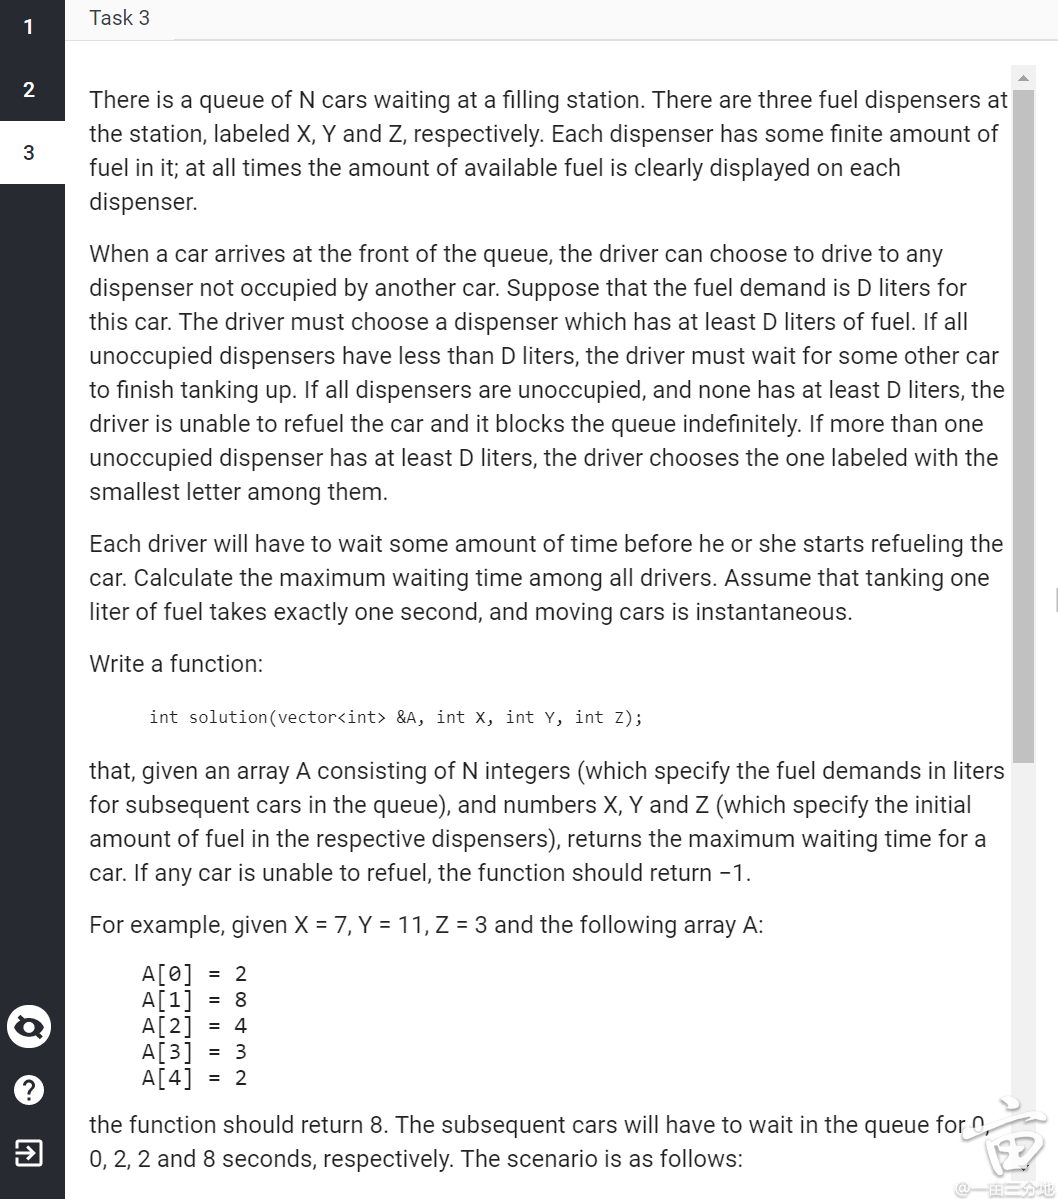 1
Task 3
2
3
There is a queue of N cars waiting at a filling station. There are three fuel dispensers at
the station, labeled X, Y and Z, respectively. Each dispenser has some finite amount of
fuel in it; at all times the amount of available fuel is clearly displayed on each
dispenser.
When a car arrives at the front of the queue, the driver can choose to drive to any
dispenser not occupied by another car. Suppose that the fuel demand is D liters for
this car. The driver must choose a dispenser which has at least D liters of fuel. If all
unoccupied dispensers have less than D liters, the driver must wait for some other car
to finish tanking up. If all dispensers are unoccupied, and none has at least D liters, the
driver is unable to refuel the car and it blocks the queue indefinitely. If more than one
unoccupied dispenser has at least D liters, the driver chooses the one labeled with the
smallest letter among them.
Each driver will have to wait some amount of time before he or she starts refueling the
car. Calculate the maximum waiting time among all drivers. Assume that tanking one
liter of fuel takes exactly one second, and moving cars is instantaneous.
Write a function:
int solution(vector<int> &A, int X, int Y, int Z);
that, given an array A consisting of N integers (which specify the fuel demands in liters
for subsequent cars in the queue), and numbers X, Y and Z (which specify the initial
amount of fuel in the respective dispensers), returns the maximum waiting time for a
car. If any car is unable to refuel, the function should return −1.
For example, given X = 7, Y = 11, Z = 3 and the following array A:
A[0] = 2
A[1] = 8
A[2] = 4
A[3] = 3
A[4] = 2
the function should return 8. The subsequent cars will have to wait in the queue for 0,
0, 2, 2 and 8 seconds, respectively. The scenario is as follows:
?
@一亩三分地